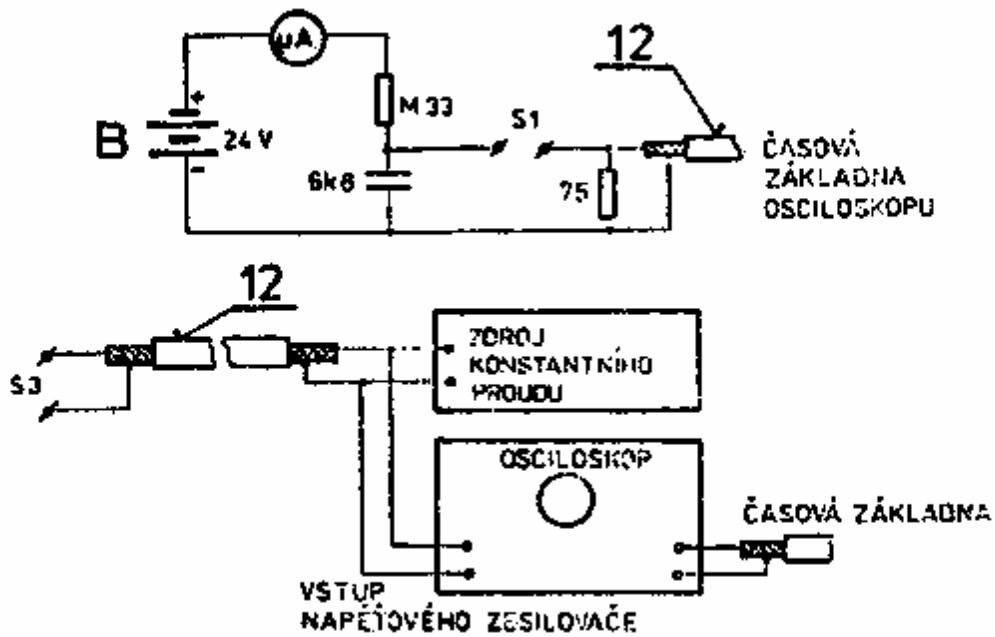 µA
12
M33
S1
B
+
24 V
-
6k8
75
ČASOVÁ
ZÁKLADNA
OSCILOSKOPU
12
S3
ZDROJ
KONSTANTNÍHO
PROUDU
OSCILOSKOP
ČASOVÁ ZÁKLADNA
VSTUP
NAPĚŤOVÉHO ZESILOVAČE